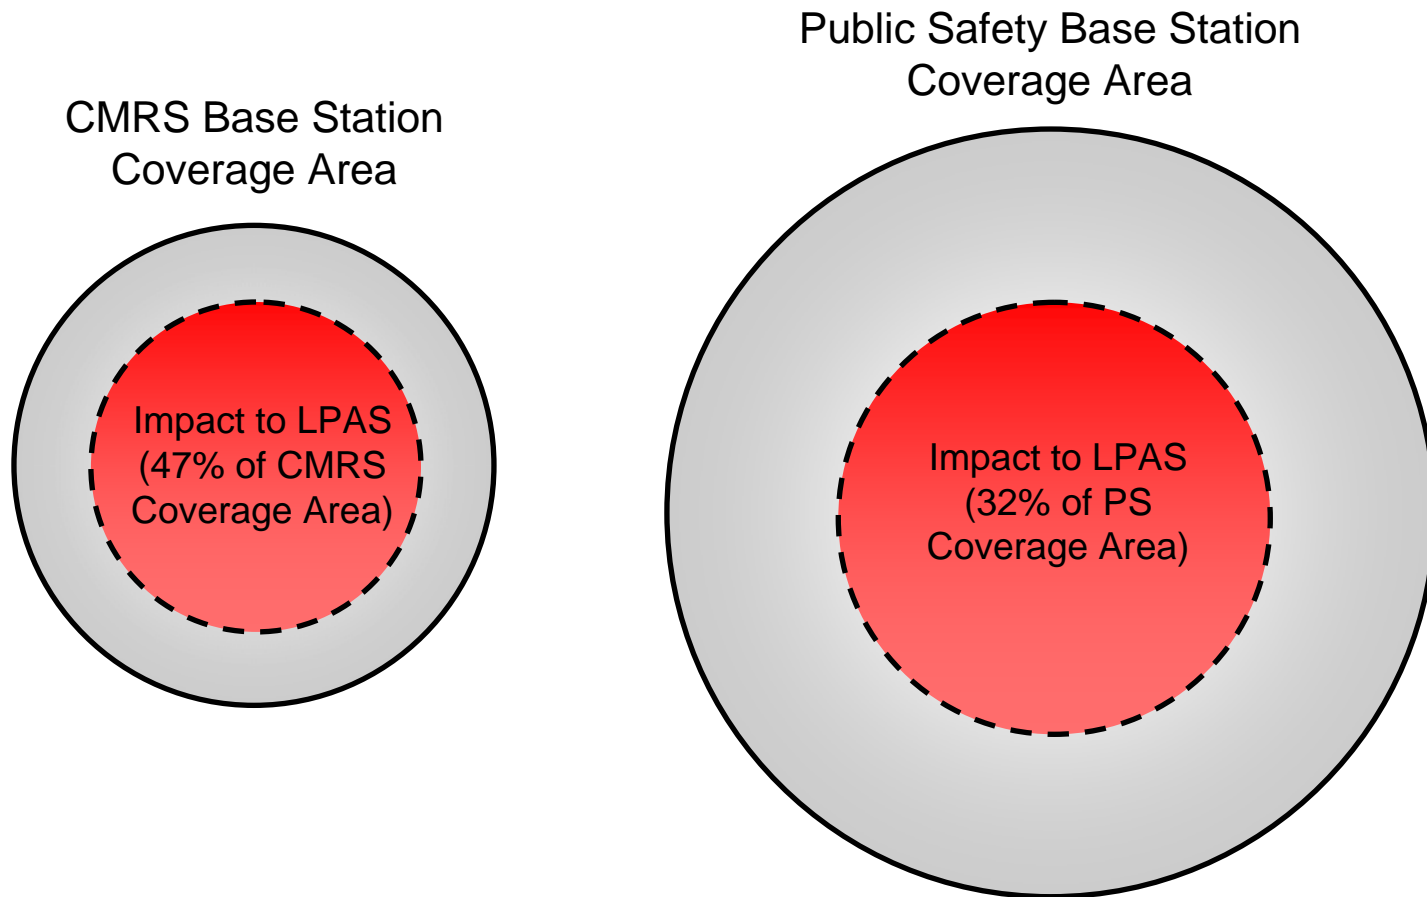 CMRS Base Station
Coverage Area
Impact to LPAS
(47% of CMRS
Coverage Area)
Public Safety Base Station
Coverage Area
Impact to LPAS
(32% of PS
Coverage Area)